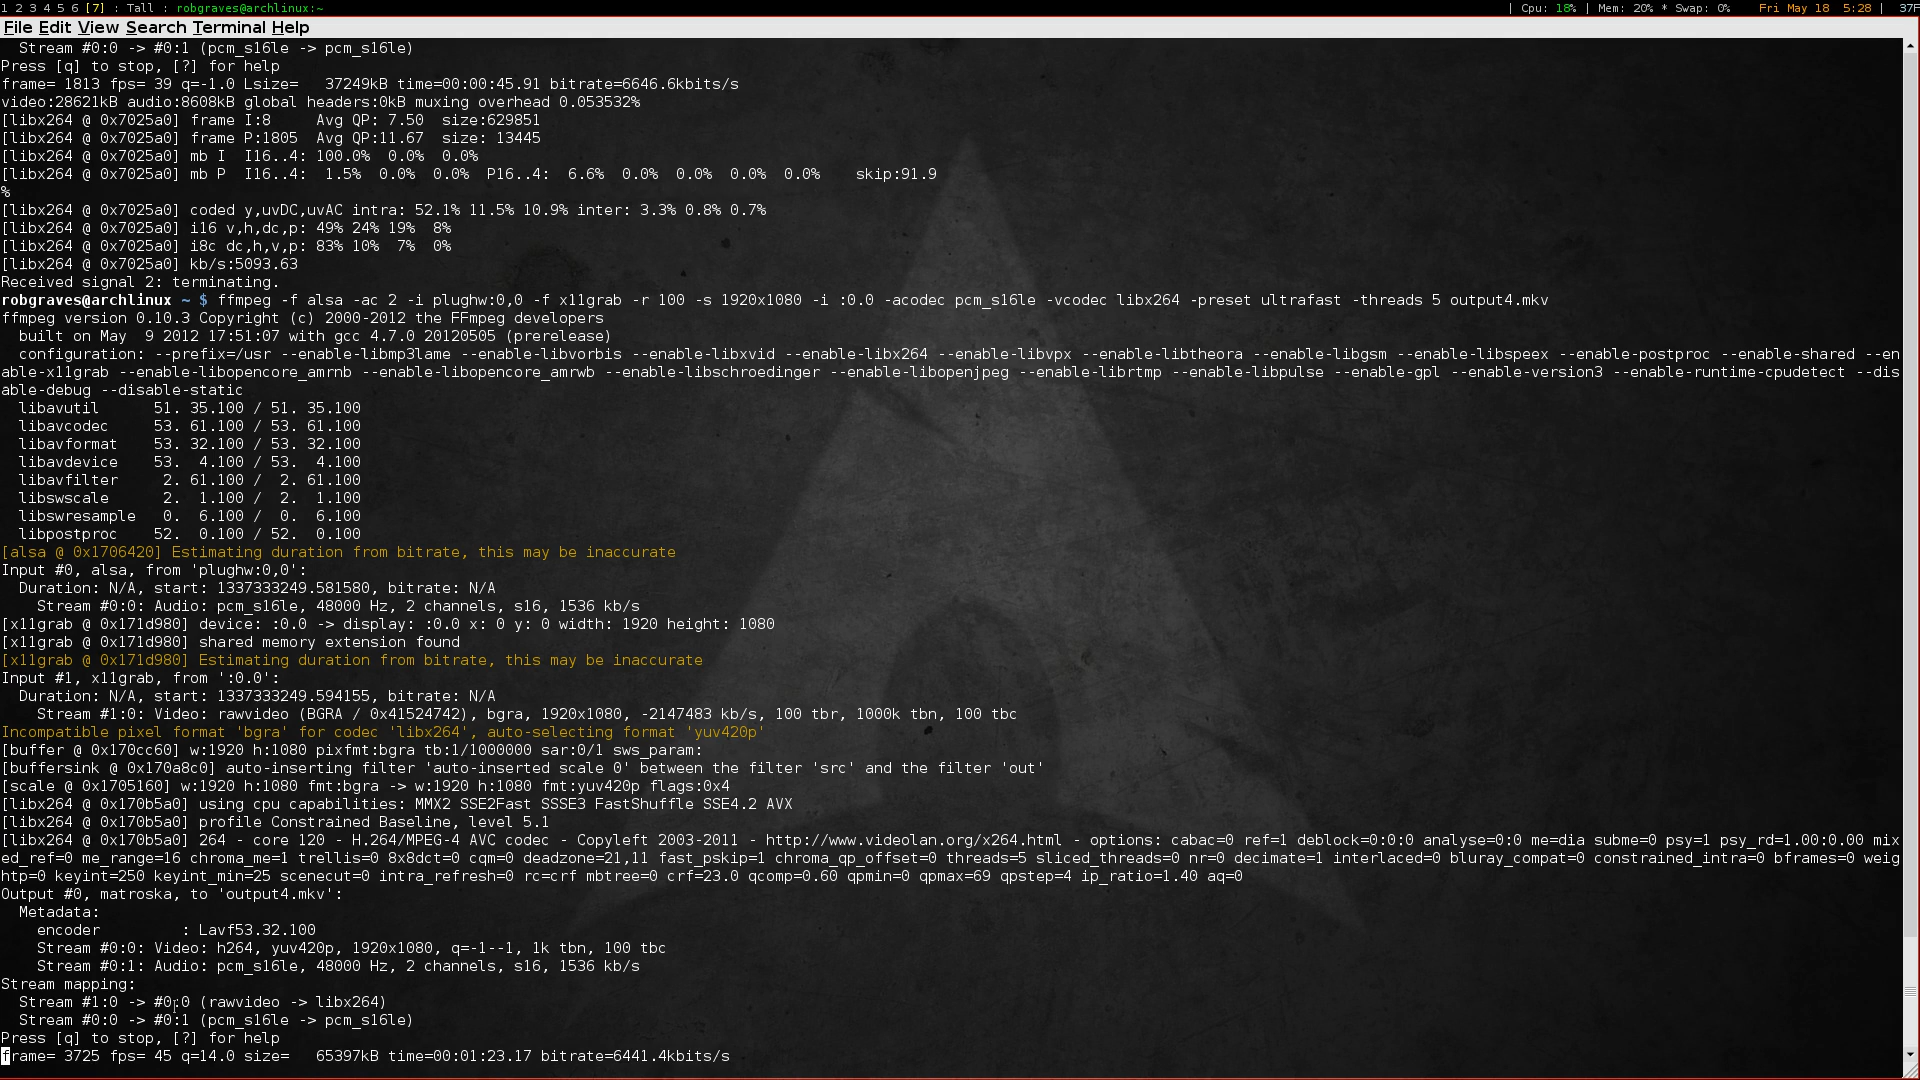 1 2 3 4 5 6 [7] : Tall : robgraves@archlinux:~ | Cpu: 18% | Mem: 20% * Swap: 0% Fri May 18 5:28 | 37F
File Edit View Search Terminal Help
  Stream #0:0 -> #0:1 (pcm_s16le -> pcm_s16le)
Press [q] to stop, [?] for help
frame= 1813 fps= 39 q=-1.0 Lsize=   37249kB time=00:00:45.91 bitrate=6646.6kbits/s
video:28621kB audio:8608kB global headers:0kB muxing overhead 0.053532%
[libx264 @ 0x7025a0] frame I:8     Avg QP: 7.50  size:629851
[libx264 @ 0x7025a0] frame P:1805  Avg QP:11.67  size: 13445
[libx264 @ 0x7025a0] mb I  I16..4: 100.0%  0.0%  0.0%
[libx264 @ 0x7025a0] mb P  I16..4:  1.5%  0.0%  0.0%  P16..4:  6.6%  0.0%  0.0%  0.0%  0.0%    skip:91.9
%
[libx264 @ 0x7025a0] coded y,uvDC,uvAC intra: 52.1% 11.5% 10.9% inter: 3.3% 0.8% 0.7%
[libx264 @ 0x7025a0] i16 v,h,dc,p: 49% 24% 19%  8%
[libx264 @ 0x7025a0] i8c dc,h,v,p: 83% 10%  7%  0%
[libx264 @ 0x7025a0] kb/s:5093.63
Received signal 2: terminating.
robgraves@archlinux ~ $ ffmpeg -f alsa -ac 2 -i plughw:0,0 -f x11grab -r 100 -s 1920x1080 -i :0.0 -acodec pcm_s16le -vcodec libx264 -preset ultrafast -threads 5 output4.mkv
ffmpeg version 0.10.3 Copyright (c) 2000-2012 the FFmpeg developers
  built on May  9 2012 17:51:07 with gcc 4.7.0 20120505 (prerelease)
  configuration: --prefix=/usr --enable-libmp3lame --enable-libvorbis --enable-libxvid --enable-libx264 --enable-libvpx --enable-libtheora --enable-libgsm --enable-libspeex --enable-postproc --enable-shared --en
able-x11grab --enable-libopencore_amrnb --enable-libopencore_amrwb --enable-libschroedinger --enable-libopenjpeg --enable-librtmp --enable-libpulse --enable-gpl --enable-version3 --enable-runtime-cpudetect --dis
able-debug --disable-static
  libavutil      51. 35.100 / 51. 35.100
  libavcodec     53. 61.100 / 53. 61.100
  libavformat    53. 32.100 / 53. 32.100
  libavdevice    53.  4.100 / 53.  4.100
  libavfilter     2. 61.100 /  2. 61.100
  libswscale      2.  1.100 /  2.  1.100
  libswresample   0.  6.100 /  0.  6.100
  libpostproc    52.  0.100 / 52.  0.100
[alsa @ 0x1706420] Estimating duration from bitrate, this may be inaccurate
Input #0, alsa, from 'plughw:0,0':
  Duration: N/A, start: 1337333249.581580, bitrate: N/A
    Stream #0:0: Audio: pcm_s16le, 48000 Hz, 2 channels, s16, 1536 kb/s
[x11grab @ 0x171d980] device: :0.0 -> display: :0.0 x: 0 y: 0 width: 1920 height: 1080
[x11grab @ 0x171d980] shared memory extension found
[x11grab @ 0x171d980] Estimating duration from bitrate, this may be inaccurate
Input #1, x11grab, from ':0.0':
  Duration: N/A, start: 1337333249.594155, bitrate: N/A
    Stream #1:0: Video: rawvideo (BGRA / 0x41524742), bgra, 1920x1080, -2147483 kb/s, 100 tbr, 1000k tbn, 100 tbc
Incompatible pixel format 'bgra' for codec 'libx264', auto-selecting format 'yuv420p'
[buffer @ 0x170cc60] w:1920 h:1080 pixfmt:bgra tb:1/1000000 sar:0/1 sws_param:
[buffersink @ 0x170a8c0] auto-inserting filter 'auto-inserted scale 0' between the filter 'src' and the filter 'out'
[scale @ 0x1705160] w:1920 h:1080 fmt:bgra -> w:1920 h:1080 fmt:yuv420p flags:0x4
[libx264 @ 0x170b5a0] using cpu capabilities: MMX2 SSE2Fast SSSE3 FastShuffle SSE4.2 AVX
[libx264 @ 0x170b5a0] profile Constrained Baseline, level 5.1
[libx264 @ 0x170b5a0] 264 - core 120 - H.264/MPEG-4 AVC codec - Copyleft 2003-2011 - http://www.videolan.org/x264.html - options: cabac=0 ref=1 deblock=0:0:0 analyse=0:0 me=dia subme=0 psy=1 psy_rd=1.00:0.00 mix
ed_ref=0 me_range=16 chroma_me=1 trellis=0 8x8dct=0 cqm=0 deadzone=21,11 fast_pskip=1 chroma_qp_offset=0 threads=5 sliced_threads=0 nr=0 decimate=1 interlaced=0 bluray_compat=0 constrained_intra=0 bframes=0 weig
htp=0 keyint=250 keyint_min=25 scenecut=0 intra_refresh=0 rc=crf mbtree=0 crf=23.0 qcomp=0.60 qpmin=0 qpmax=69 qpstep=4 ip_ratio=1.40 aq=0
Output #0, matroska, to 'output4.mkv':
  Metadata:
    encoder         : Lavf53.32.100
    Stream #0:0: Video: h264, yuv420p, 1920x1080, q=-1--1, 1k tbn, 100 tbc
    Stream #0:1: Audio: pcm_s16le, 48000 Hz, 2 channels, s16, 1536 kb/s
Stream mapping:
  Stream #1:0 -> #0:0 (rawvideo -> libx264)
  Stream #0:0 -> #0:1 (pcm_s16le -> pcm_s16le)
Press [q] to stop, [?] for help
frame= 3725 fps= 45 q=14.0 size=   65397kB time=00:01:23.17 bitrate=6441.4kbits/s